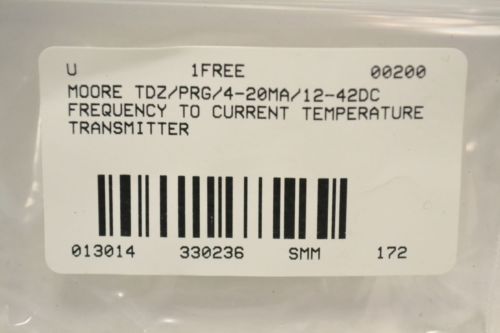 U 1FREE 00200
MOORE TDZ/PRG/4-20MA/12-42DC
FREQUENCY TO CURRENT TEMPERATURE
TRANSMITTER
013014 330236 SMM 172